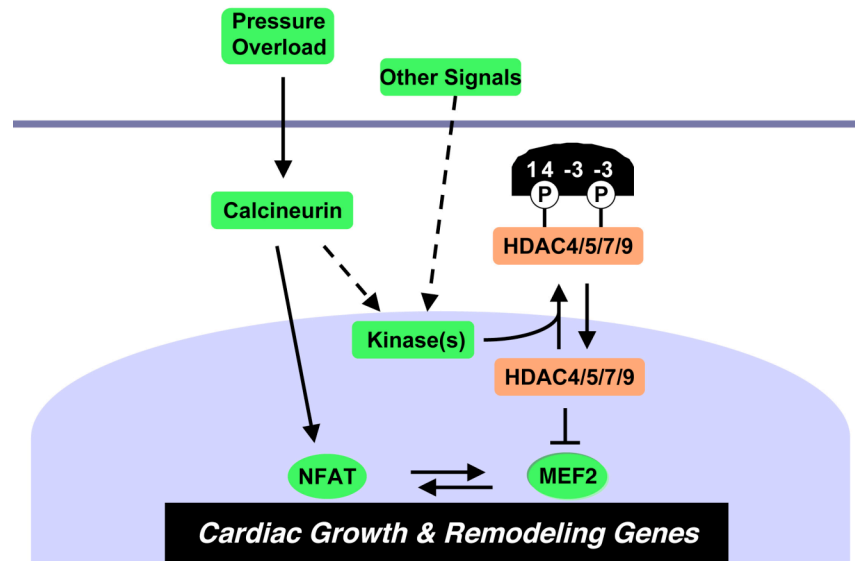 Pressure
Overload
Other Signals
14 -3 -3
P P
Calcineurin
HDAC4/5/7/9
Kinase(s)
HDAC4/5/7/9
NFAT
MEF2
Cardiac Growth & Remodeling Genes